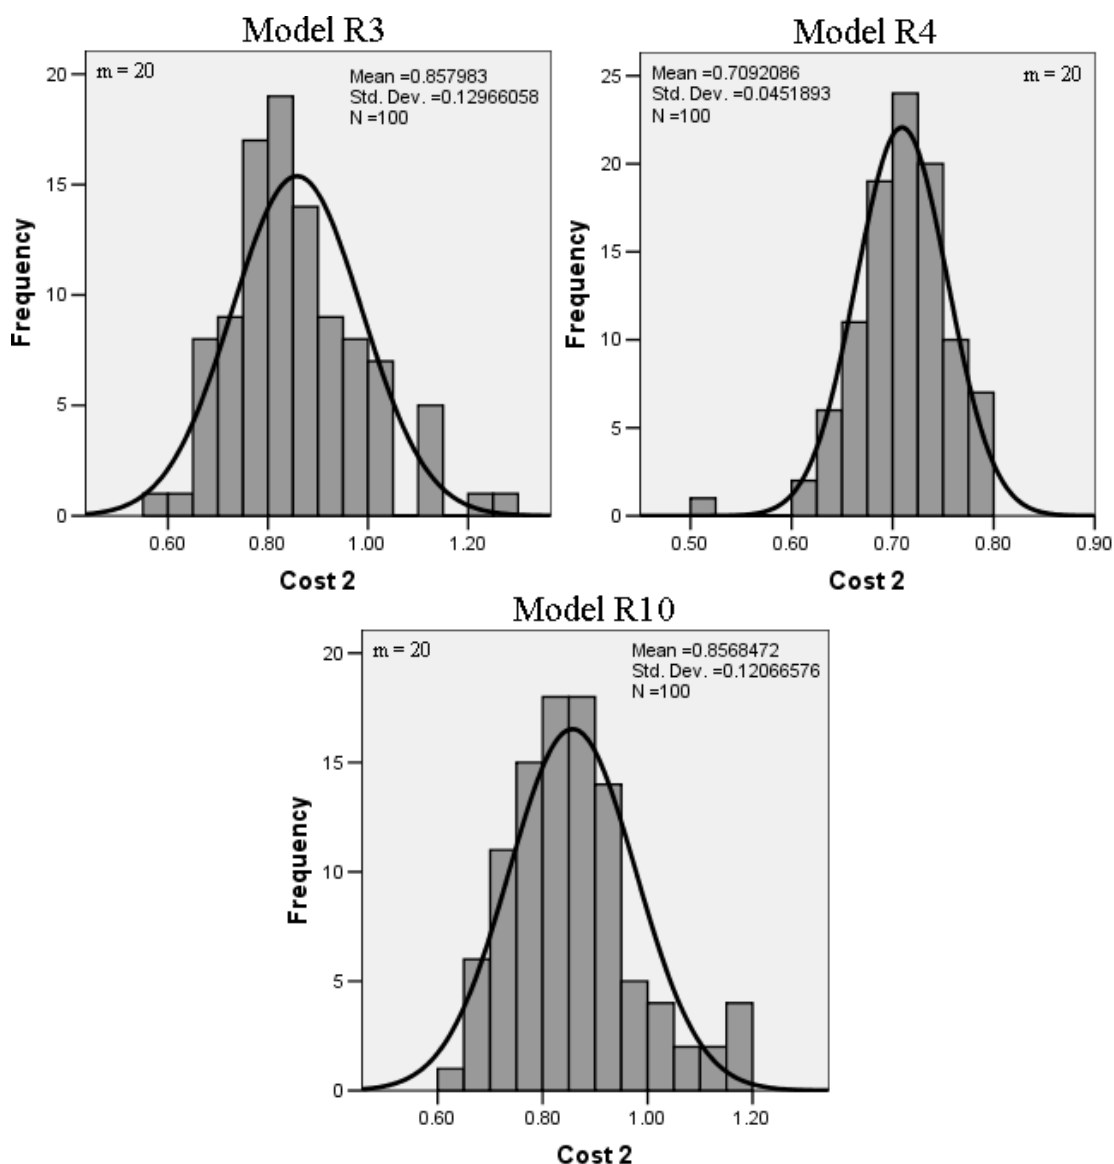 Model R3
m = 20
Mean =0.857983
Std. Dev. =0.12966058
N =100
20
15
10
5
0
Frequency
0.60 0.80 1.00 1.20
Cost 2
Model R4
Mean =0.7092086
Std. Dev. =0.0451893
N =100
m = 20
25
20
15
10
5
0
Frequency
0.50 0.60 0.70 0.80 0.90
Cost 2
Model R10
m = 20
Mean =0.8568472
Std. Dev. =0.12066576
N =100
20
15
10
5
0
Frequency
0.60 0.80 1.00 1.20
Cost 2